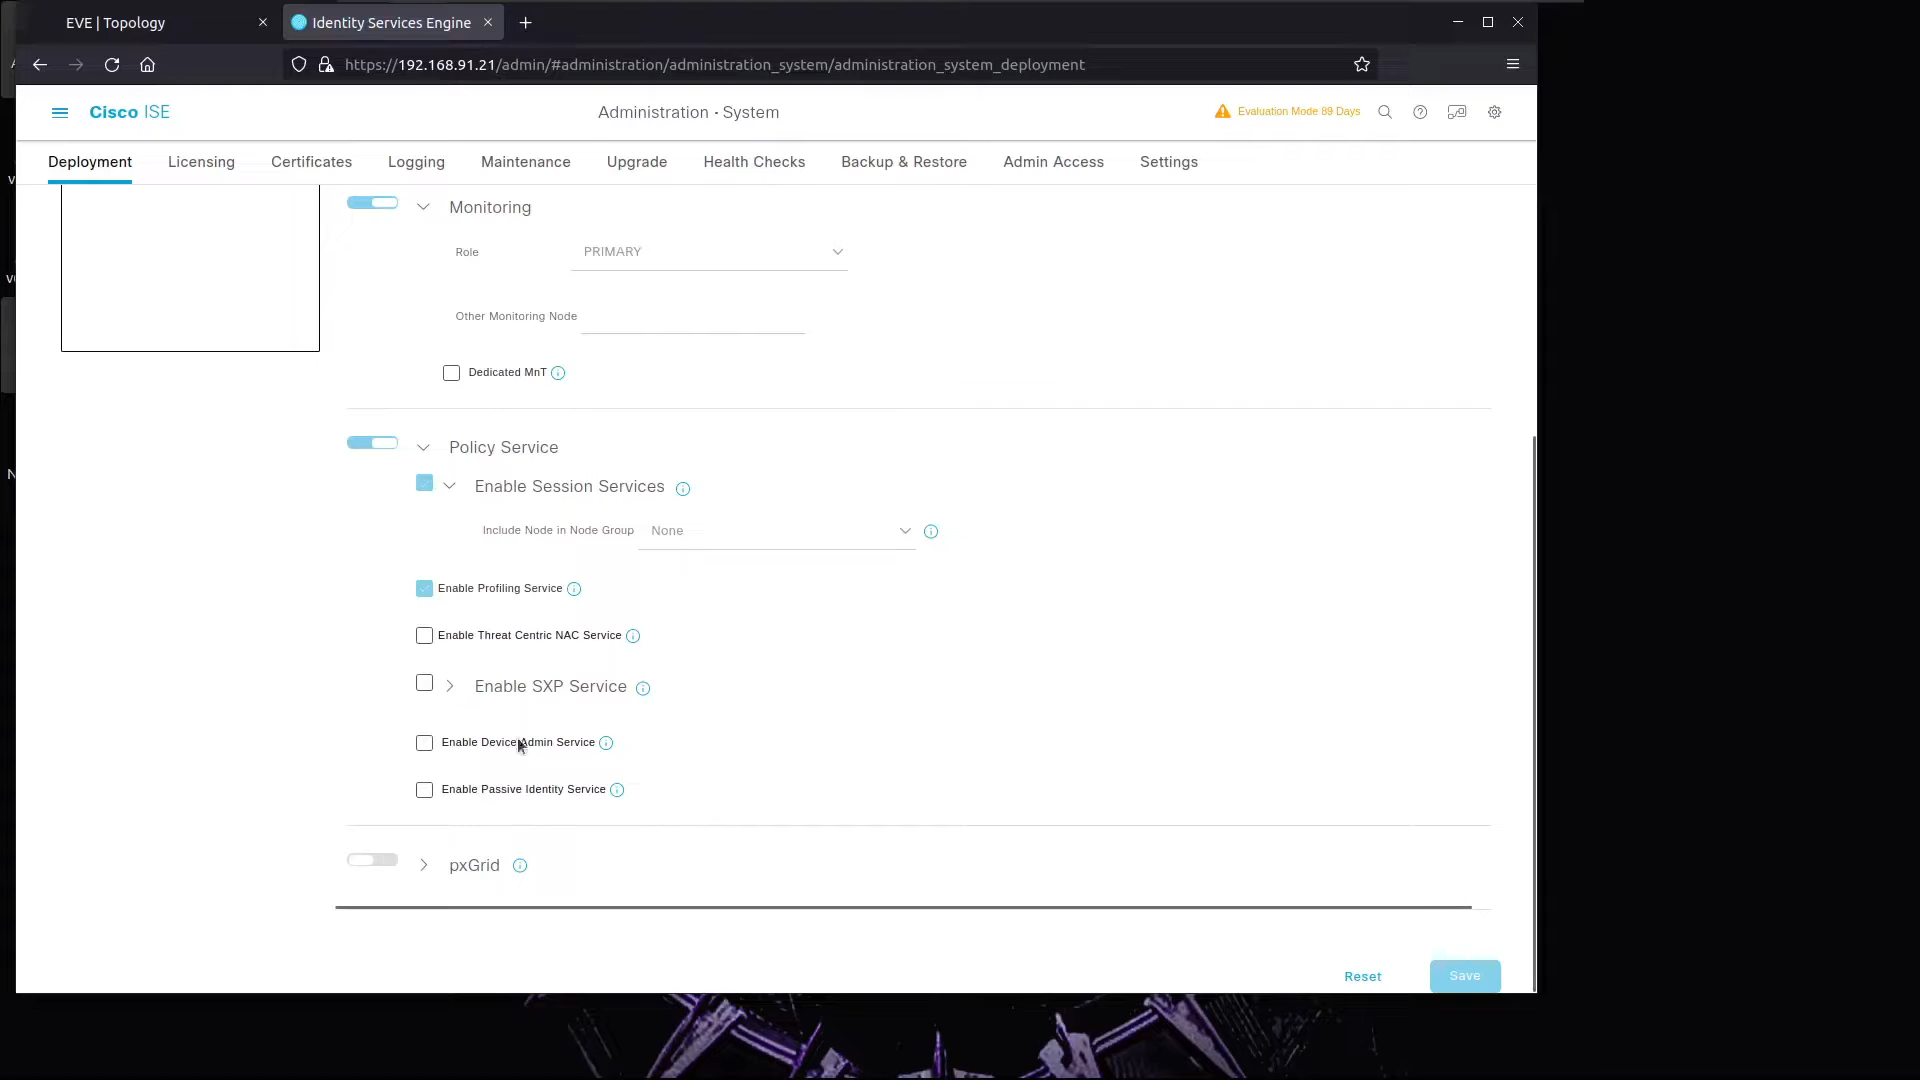 EVE | Topology
Identity Services Engine
https://192.168.91.21/admin/#administration/administration_system/administration_system_deployment
Cisco ISE
Administration · System
Evaluation Mode 89 Days
Deployment
Licensing
Certificates
Logging
Maintenance
Upgrade
Health Checks
Backup & Restore
Admin Access
Settings
Monitoring
Role
PRIMARY
Other Monitoring Node
Dedicated MnT
Policy Service
Enable Session Services
Include Node in Node Group
None
Enable Profiling Service
Enable Threat Centric NAC Service
Enable SXP Service
Enable Device Admin Service
Enable Passive Identity Service
pxGrid
Reset
Save